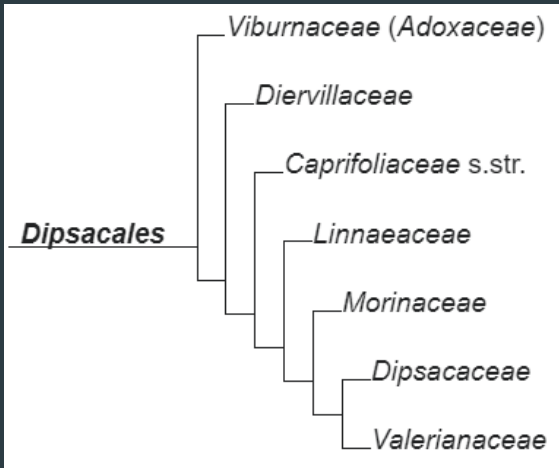 Viburnaceae (Adoxaceae)
Diervillaceae
Caprifoliaceae s.str.
Linnaeaceae
Dipsacales
Morinaceae
Dipsacaceae
Valerianaceae